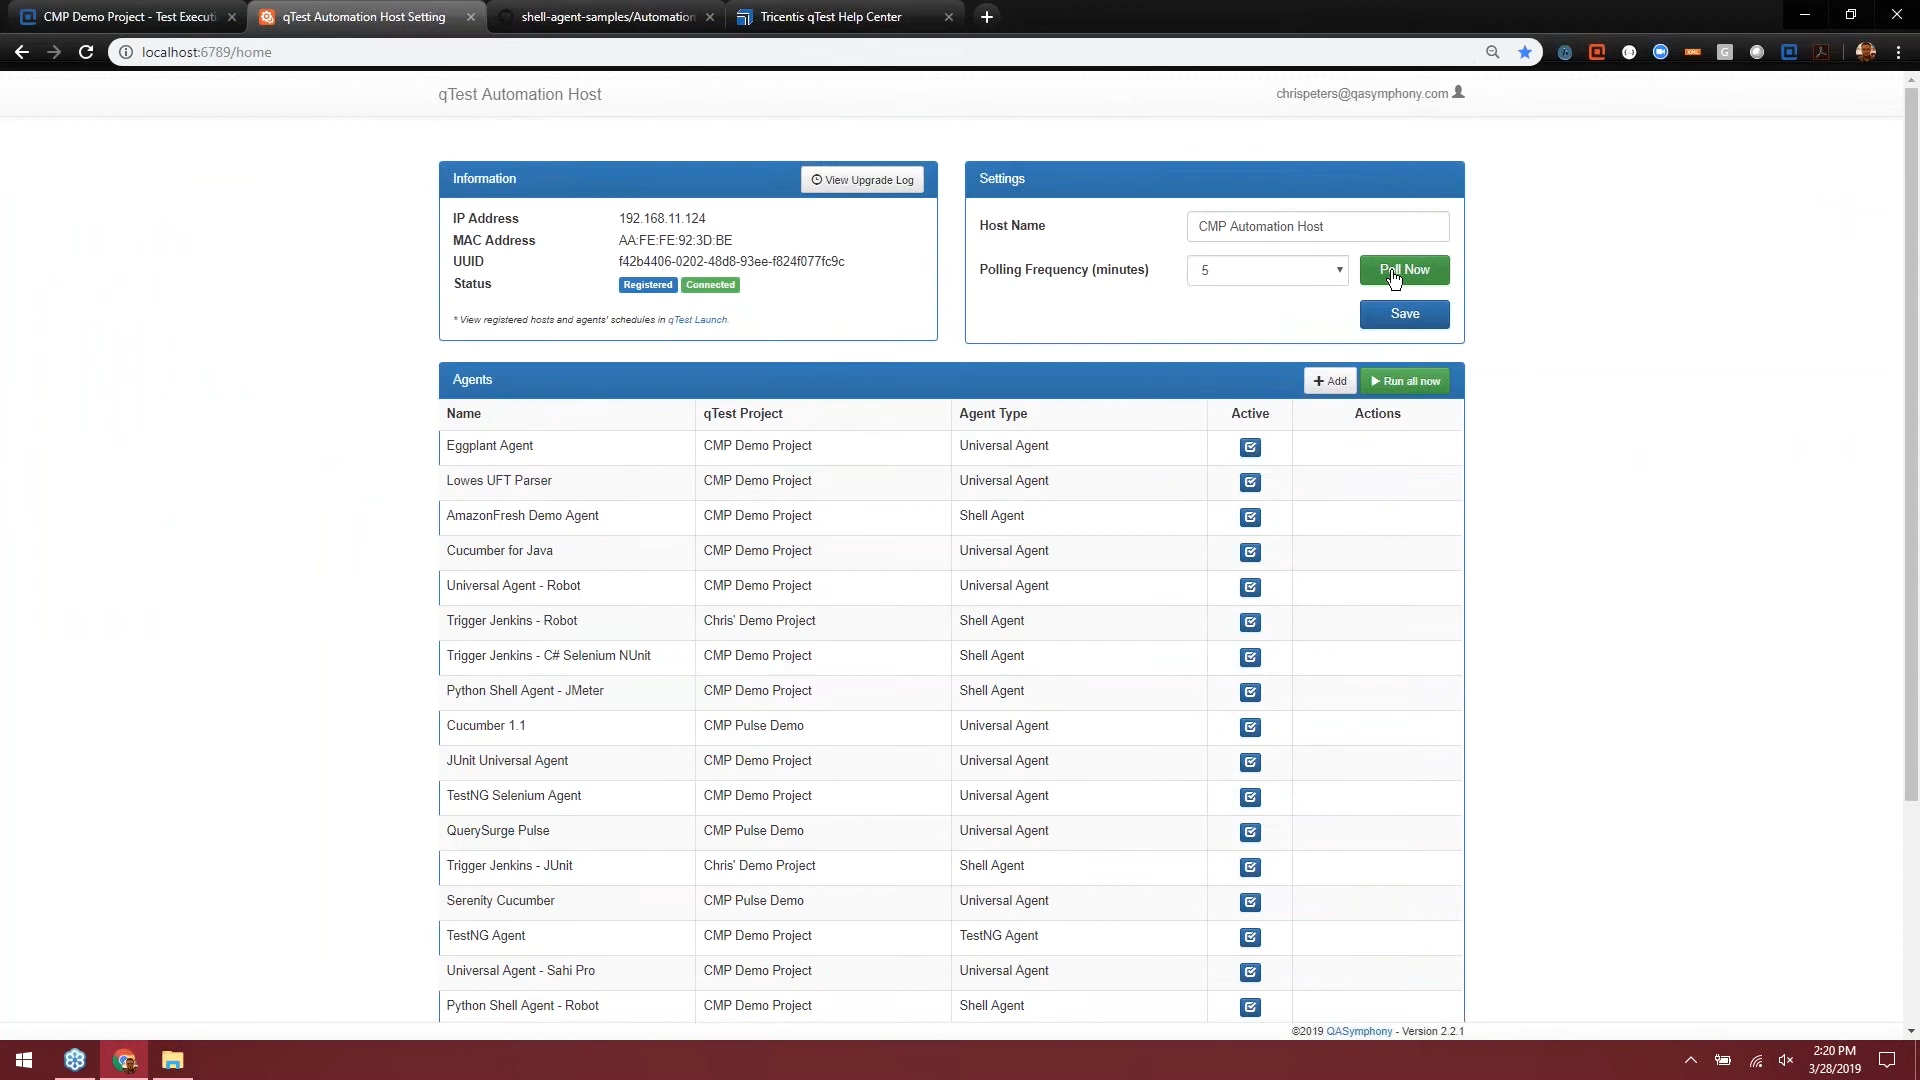 CMP Demo Project - Test Executi
qTest Automation Host Setting
shell-agent-samples/Automation
Tricentis qTest Help Center
localhost:6789/home
qTest Automation Host
chrispeters@qasymphony.com
Information
View Upgrade Log
IP Address 192.168.11.124
MAC Address AA:FE:FE:92:3D:BE
UUID f42b4406-0202-48d8-93ee-f824f077fc9c
Status Registered Connected
* View registered hosts and agents' schedules in qTest Launch.
Settings
Host Name CMP Automation Host
Polling Frequency (minutes) 5 Poll Now
Save
Agents
Add
Run all now
Name qTest Project Agent Type Active Actions
Eggplant Agent CMP Demo Project Universal Agent
Lowes UFT Parser CMP Demo Project Universal Agent
AmazonFresh Demo Agent CMP Demo Project Shell Agent
Cucumber for Java CMP Demo Project Universal Agent
Universal Agent - Robot CMP Demo Project Universal Agent
Trigger Jenkins - Robot Chris' Demo Project Shell Agent
Trigger Jenkins - C# Selenium NUnit CMP Demo Project Shell Agent
Python Shell Agent - JMeter CMP Demo Project Shell Agent
Cucumber 1.1 CMP Pulse Demo Universal Agent
JUnit Universal Agent CMP Demo Project Universal Agent
TestNG Selenium Agent CMP Demo Project Universal Agent
QuerySurge Pulse CMP Pulse Demo Universal Agent
Trigger Jenkins - JUnit Chris' Demo Project Shell Agent
Serenity Cucumber CMP Pulse Demo Universal Agent
TestNG Agent CMP Demo Project TestNG Agent
Universal Agent - Sahi Pro CMP Demo Project Universal Agent
Python Shell Agent - Robot CMP Demo Project Shell Agent
©2019 QASymphony - Version 2.2.1
2:20 PM
3/28/2019